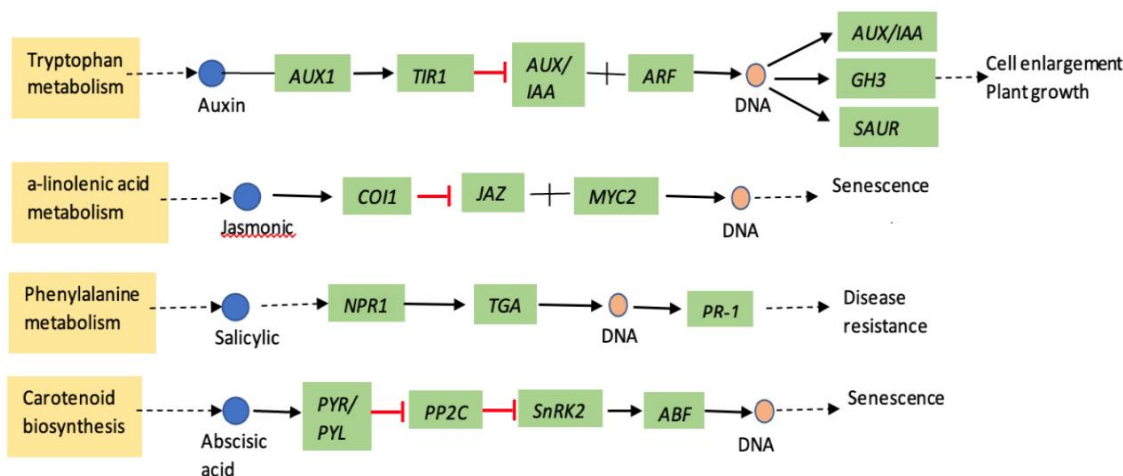 Tryptophan
metabolism
Auxin
AUX1
TIR1
AUX/
IAA
ARF
DNA
AUX/IAA
GH3
SAUR
Cell enlargement
Plant growth
a-linolenic acid
metabolism
Jasmonic
COI1
JAZ
MYC2
DNA
Senescence
Phenylalanine
metabolism
Salicylic
NPR1
TGA
DNA
PR-1
Disease
resistance
Carotenoid
biosynthesis
Abscisic
acid
PYR/
PYL
PP2C
SnRK2
ABF
DNA
Senescence